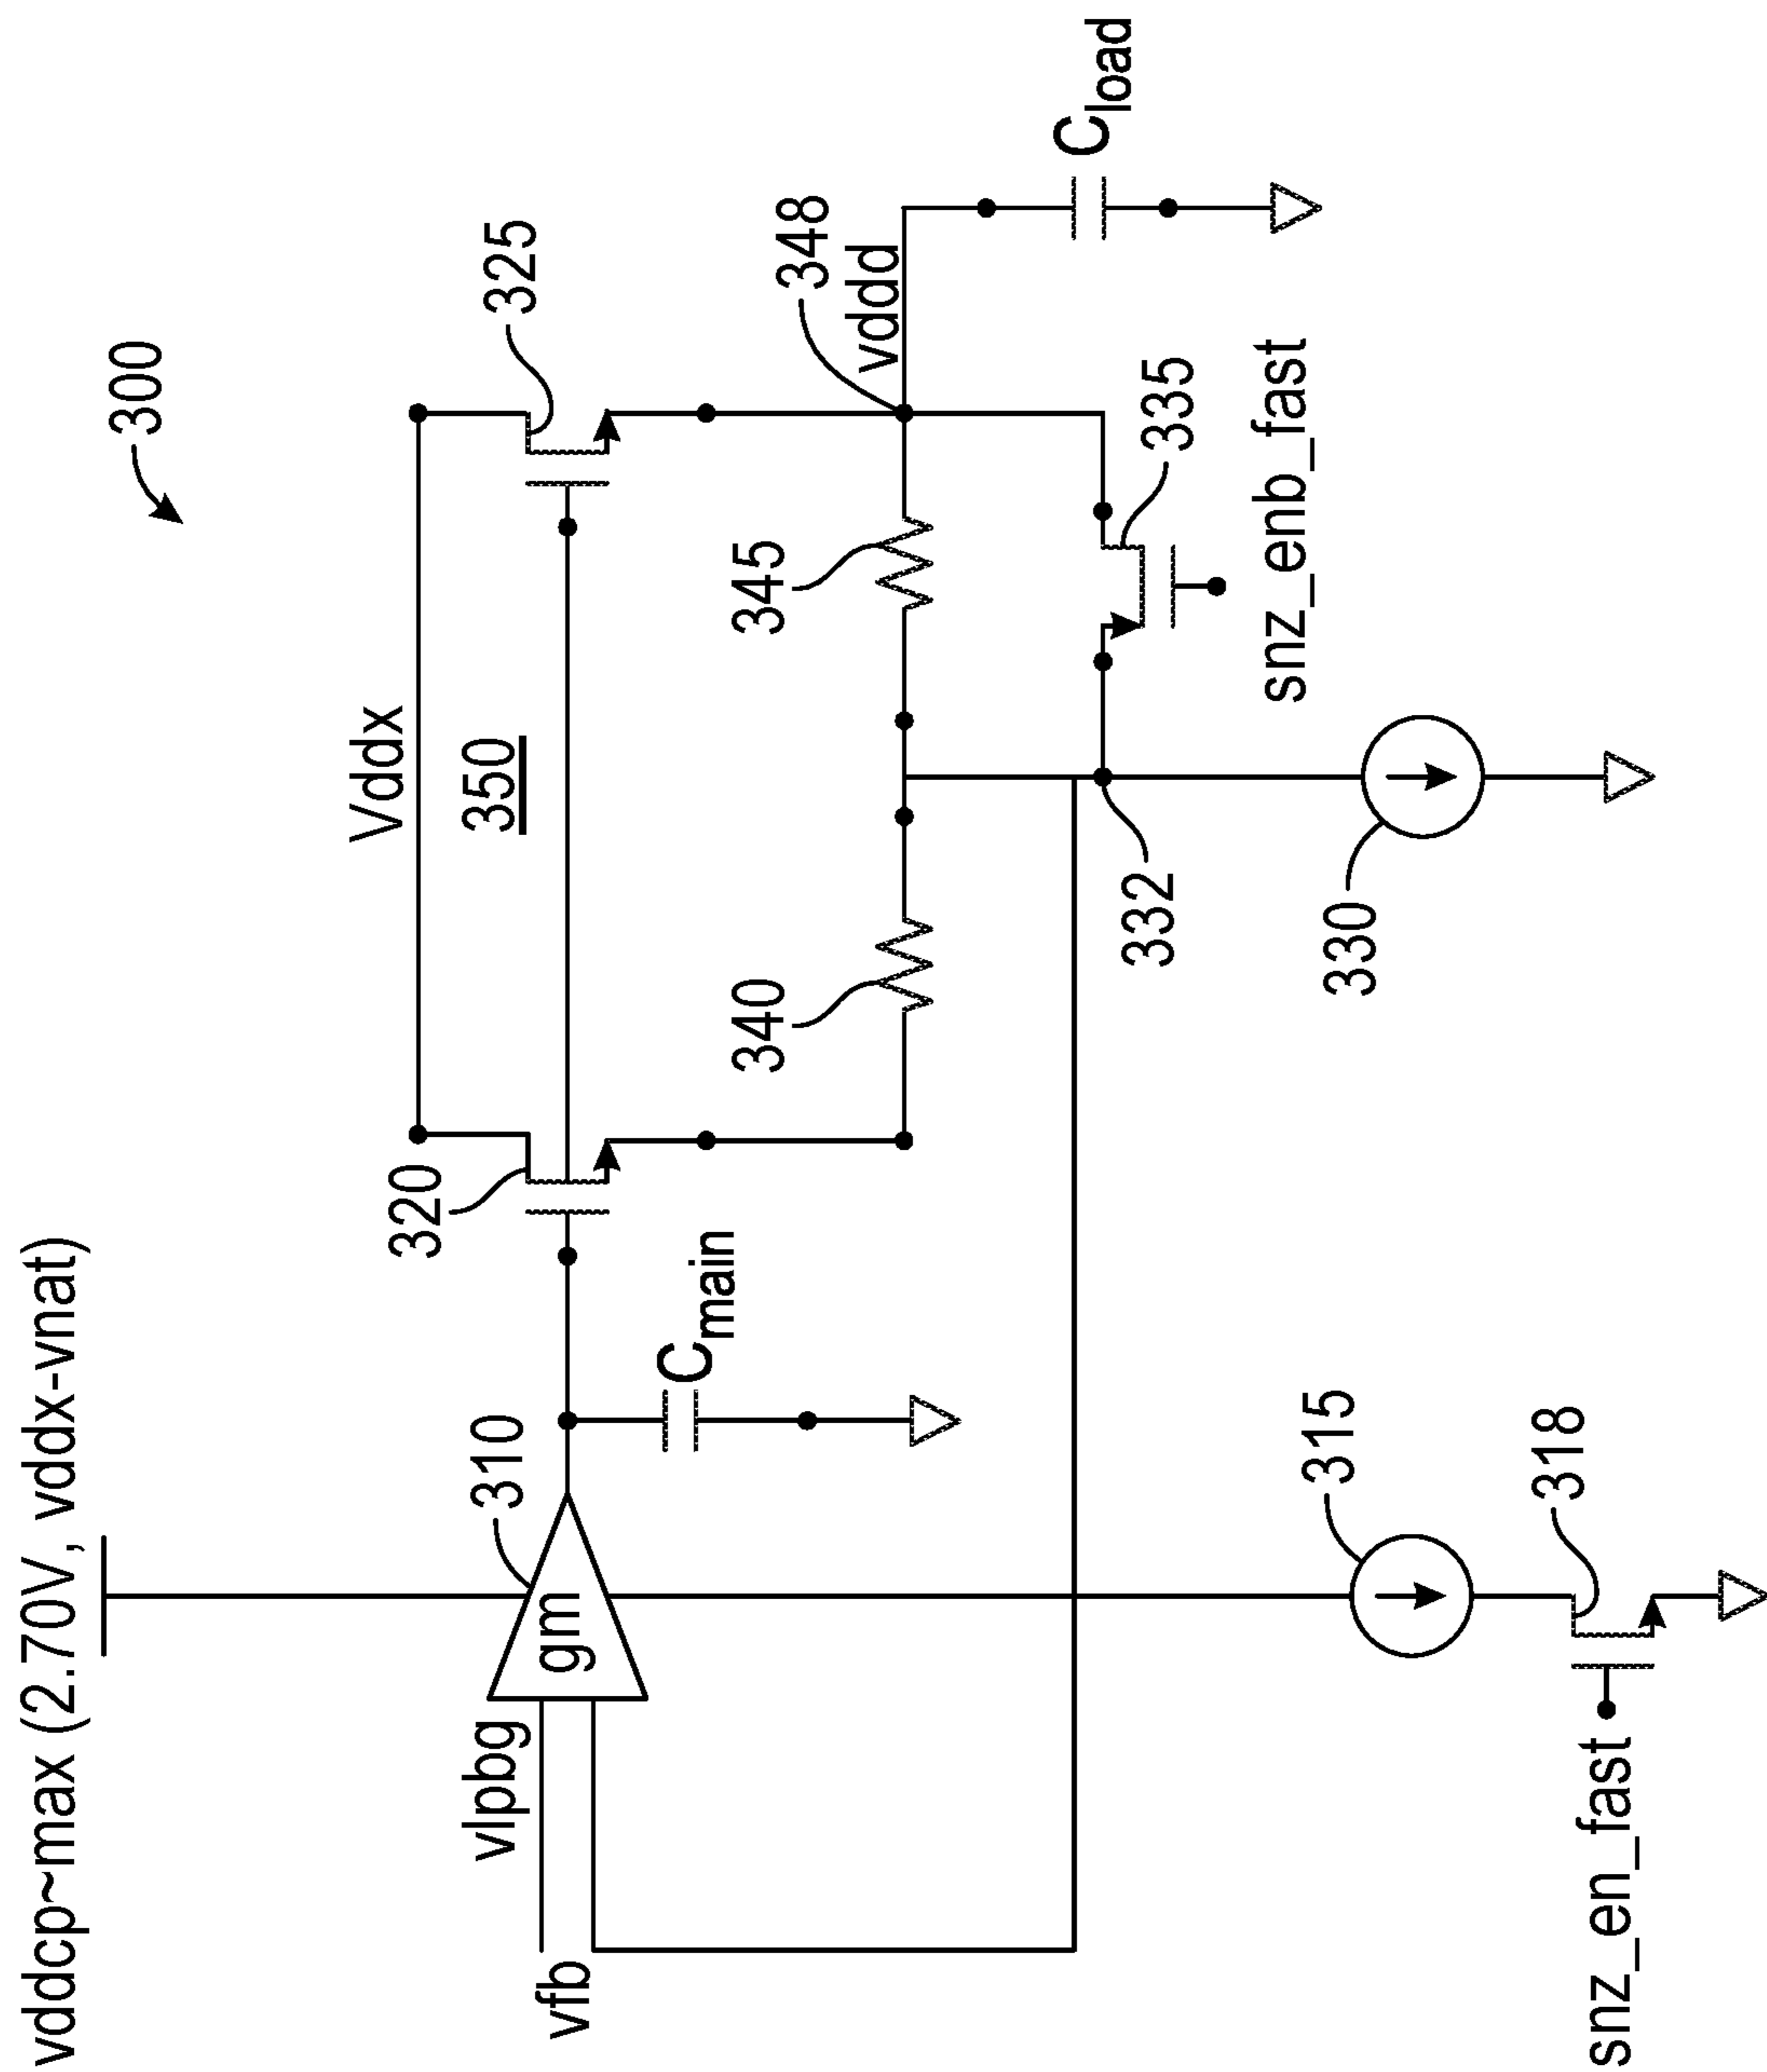 300
vddcp~max (2.70V, vddx-vnat)
Vddx
320
325
350
310
gm
vlpbg
vfb
Cmain
340
345
348
vddd
Cload
332
335
snz_enb_fast
330
315
318
snz_en_fast